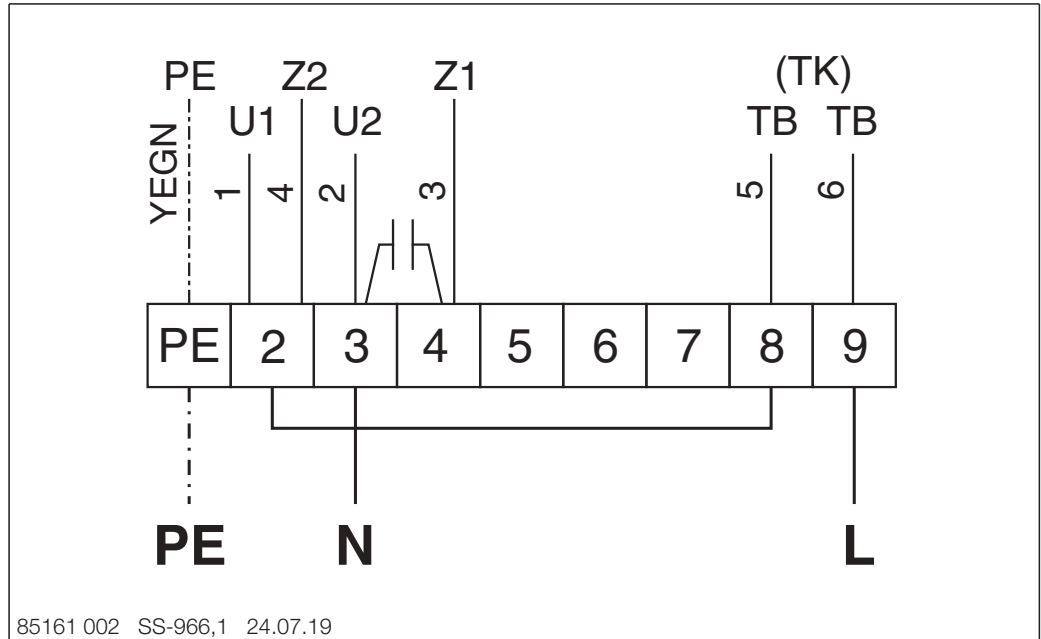 PE Z2 Z1 (TK)
U1 U2 TB TB
YEGN 1 4 2 3 5 6
PE 2 3 4 5 6 7 8 9
PE N L
85161 002 SS-966,1 24.07.19